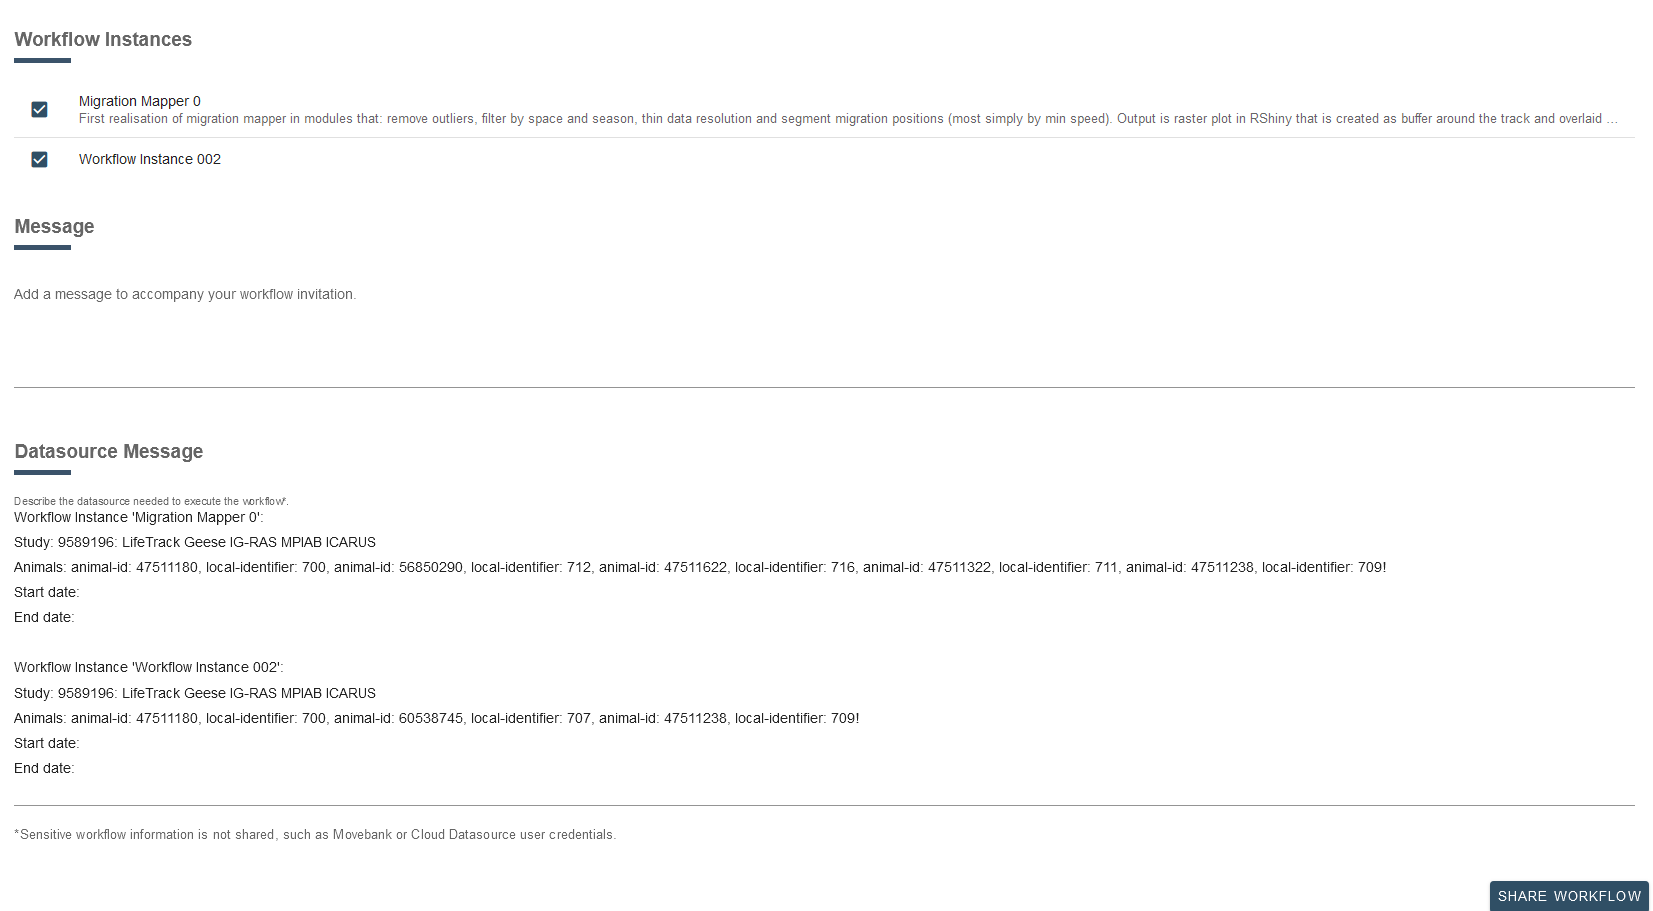 Workflow Instances
Migration Mapper 0
First realisation of migration mapper in modules that: remove outliers, filter by space and season, thin data resolution and segment migration positions (most simply by min speed). Output is raster plot in RShiny that is created as buffer around the track and overlaid ...
Workflow Instance 002
Message
Add a message to accompany your workflow invitation.
Datasource Message
Describe the datasource needed to execute the workflow*.
Workflow Instance 'Migration Mapper 0':
Study: 9589196: LifeTrack Geese IG-RAS MPIAB ICARUS
Animals: animal-id: 47511180, local-identifier: 700, animal-id: 56850290, local-identifier: 712, animal-id: 47511622, local-identifier: 716, animal-id: 47511322, local-identifier: 711, animal-id: 47511238, local-identifier: 709!
Start date:
End date:
Workflow Instance 'Workflow Instance 002':
Study: 9589196: LifeTrack Geese IG-RAS MPIAB ICARUS
Animals: animal-id: 47511180, local-identifier: 700, animal-id: 60538745, local-identifier: 707, animal-id: 47511238, local-identifier: 709!
Start date:
End date:
*Sensitive workflow information is not shared, such as Movebank or Cloud Datasource user credentials.
SHARE WORKFLOW